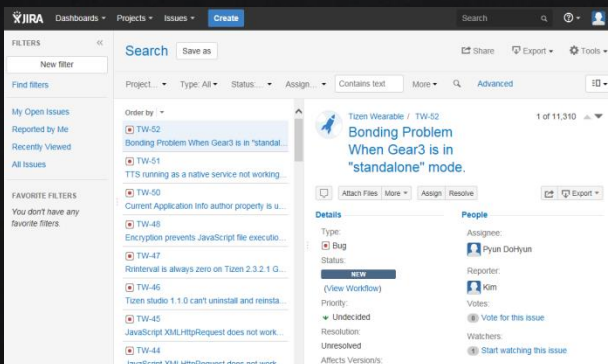 JIRA Dashboards Projects Issues Create Search
FILTERS
New filter
Find filters
My Open Issues
Reported by Me
Recently Viewed
All Issues
FAVORITE FILTERS
You don't have any
favorite filters.
Search Save as Share Export Tools
Project... Type: All Status:... Assign... Contains text More Advanced
Order by
TW-52
Bonding Problem When Gear3 is in "standal...
TW-51
TTS running as a native service not working...
TW-50
Current Application Info author property is u...
TW-48
Encryption prevents JavaScript file executio...
TW-47
Rrinterval is always zero on Tizen 2.3.2.1 G...
TW-46
Tizen studio 1.1.0 can't uninstall and reinsta...
TW-45
JavaScript XMLHttpRequest does not work...
TW-44
JavaScript XMLHttpRequest does not work
Tizen Wearable / TW-52 1 of 11,310
Bonding Problem
When Gear3 is in
"standalone" mode.
Attach Files More Assign Resolve Export
Details
Type:
Bug
Status:
NEW
(View Workflow)
Priority:
Undecided
Resolution:
Unresolved
Affects Version/s:
People
Assignee:
Pyun DoHyun
Reporter:
Kim
Votes:
0 Vote for this issue
Watchers:
1 Start watching this issue